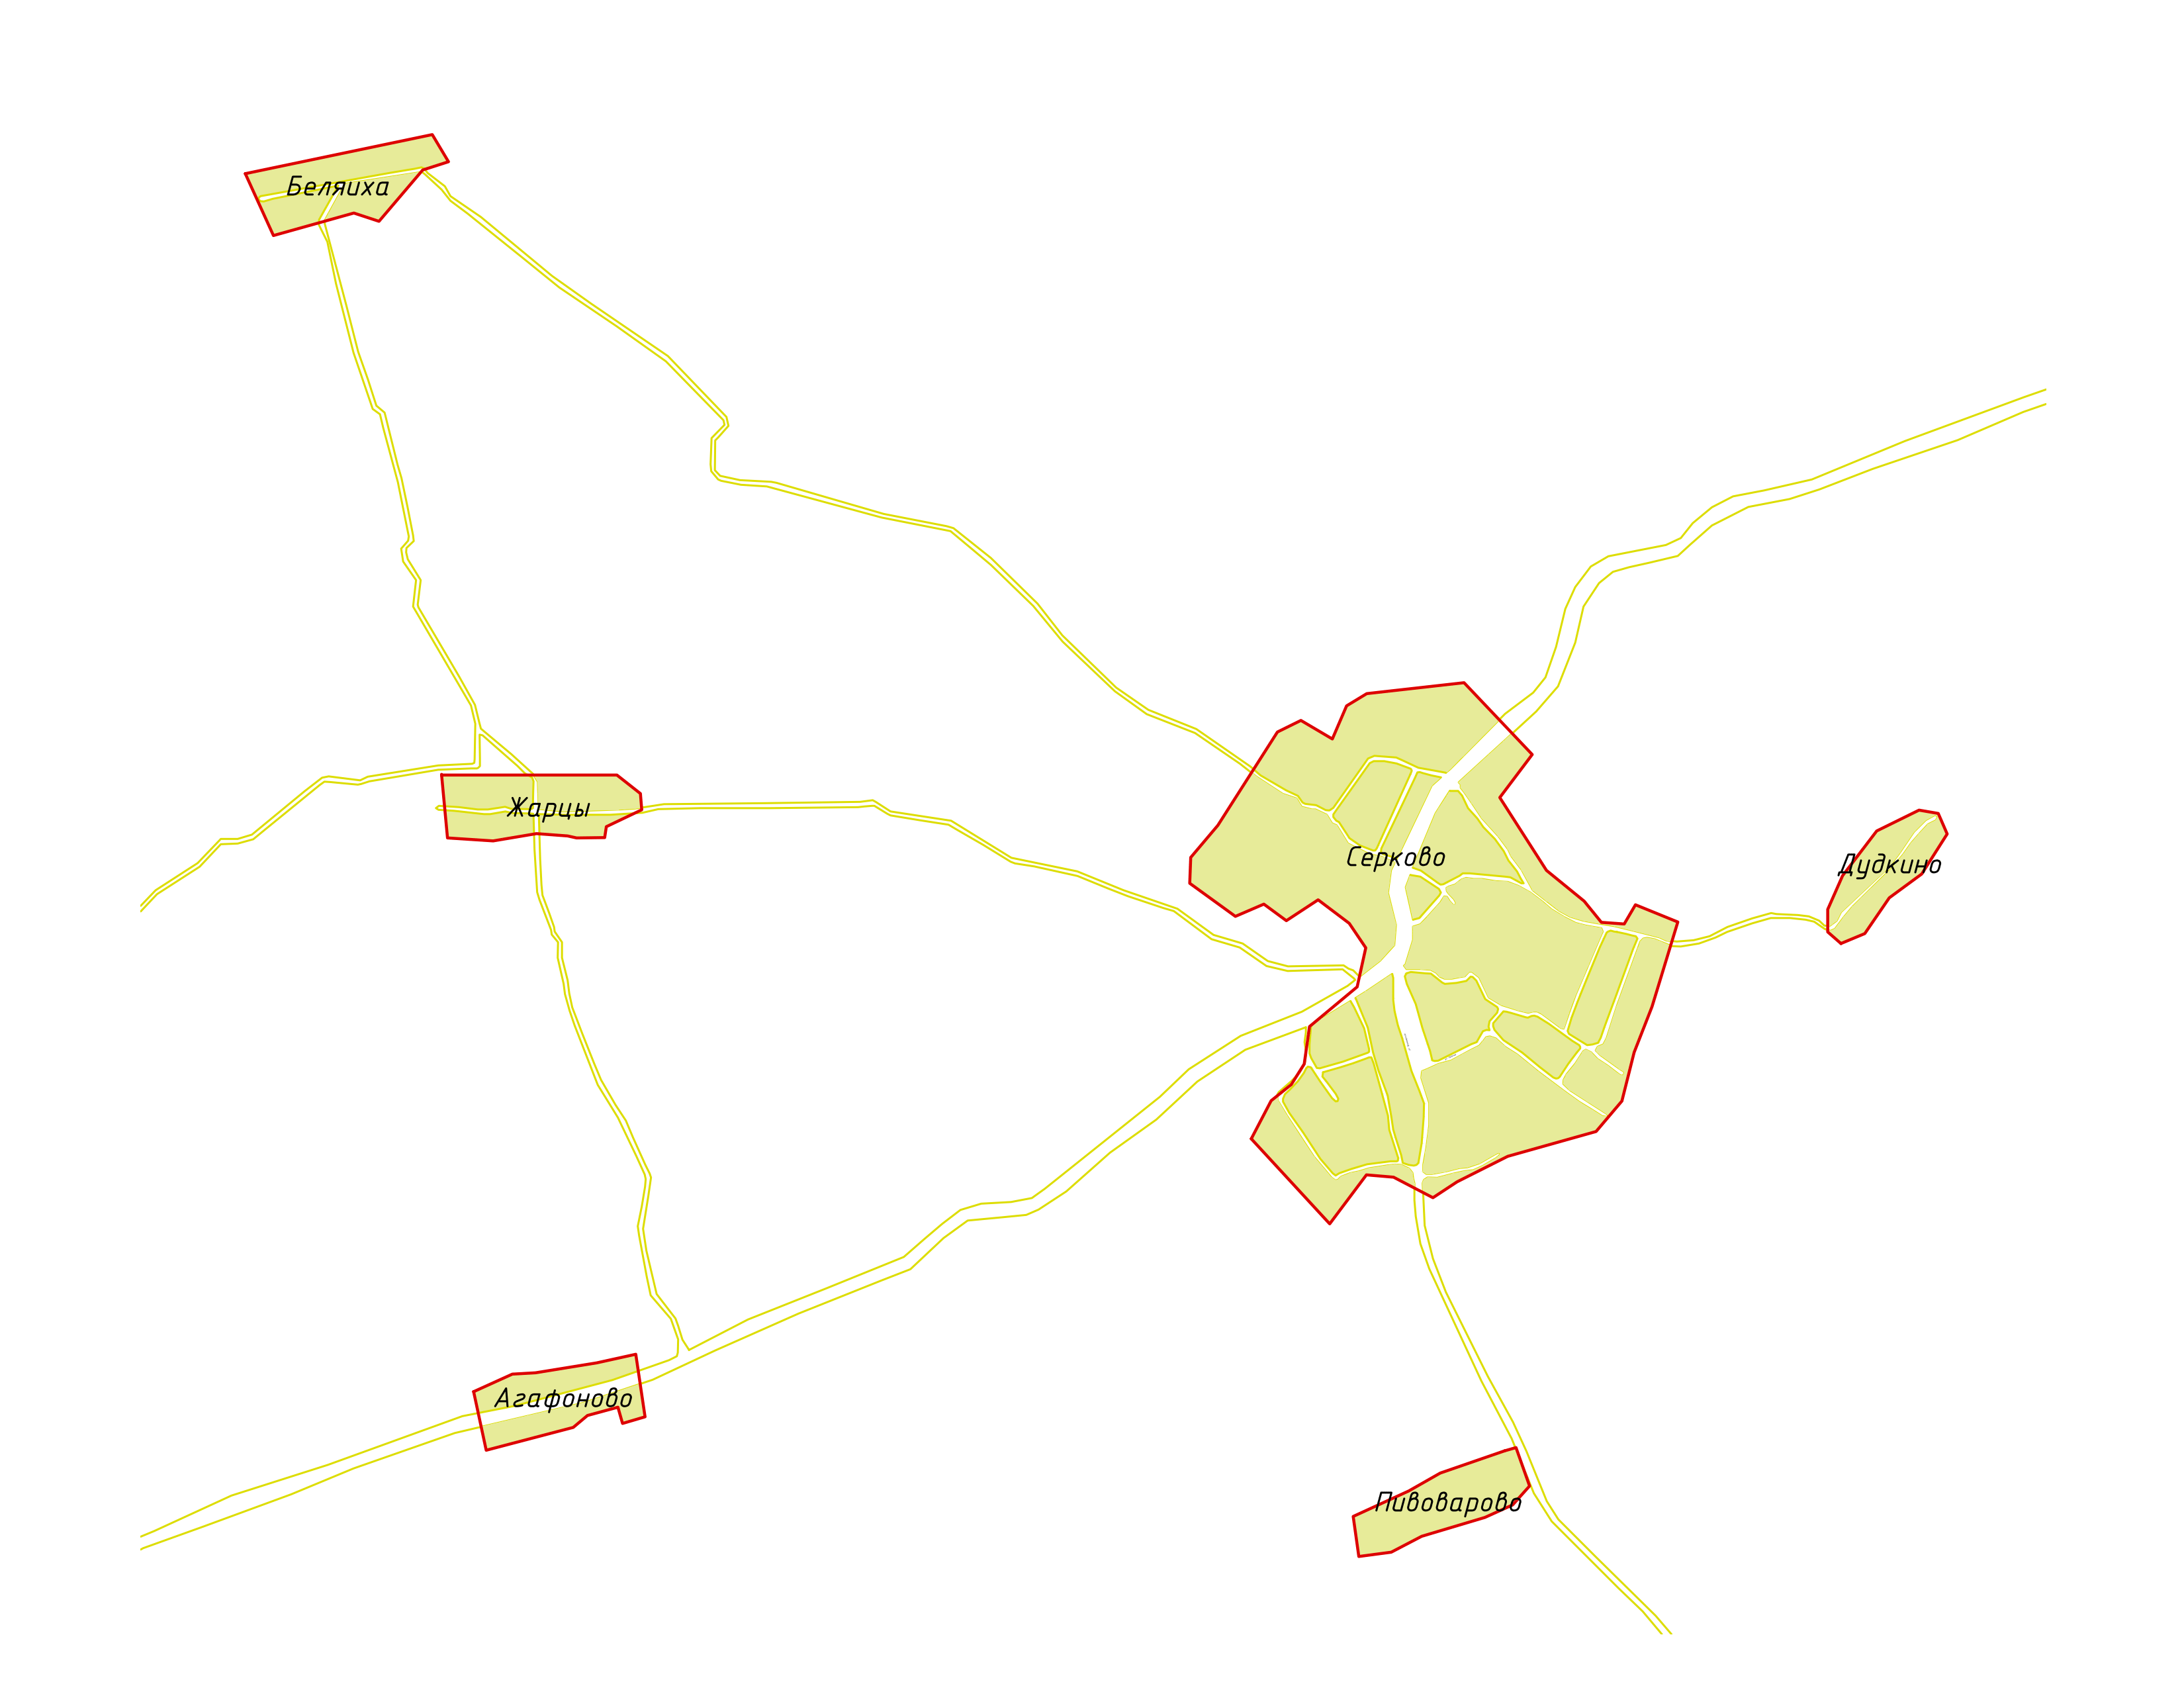 Беляиха
Жарцы
Серково
Дудкино
Агафоново
Пивоварово